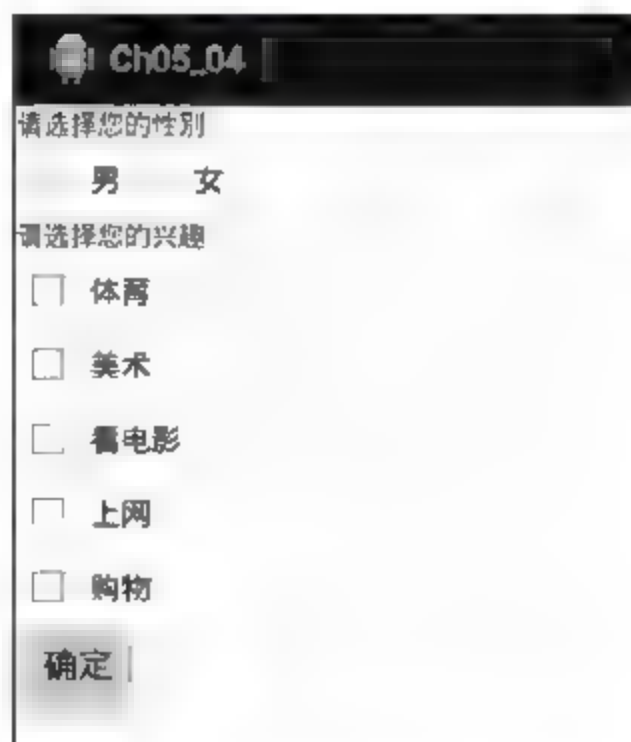 Ch05_04
请选择您的性别
男 女
请选择您的兴趣
体育
美术
看电影
上网
购物
确定